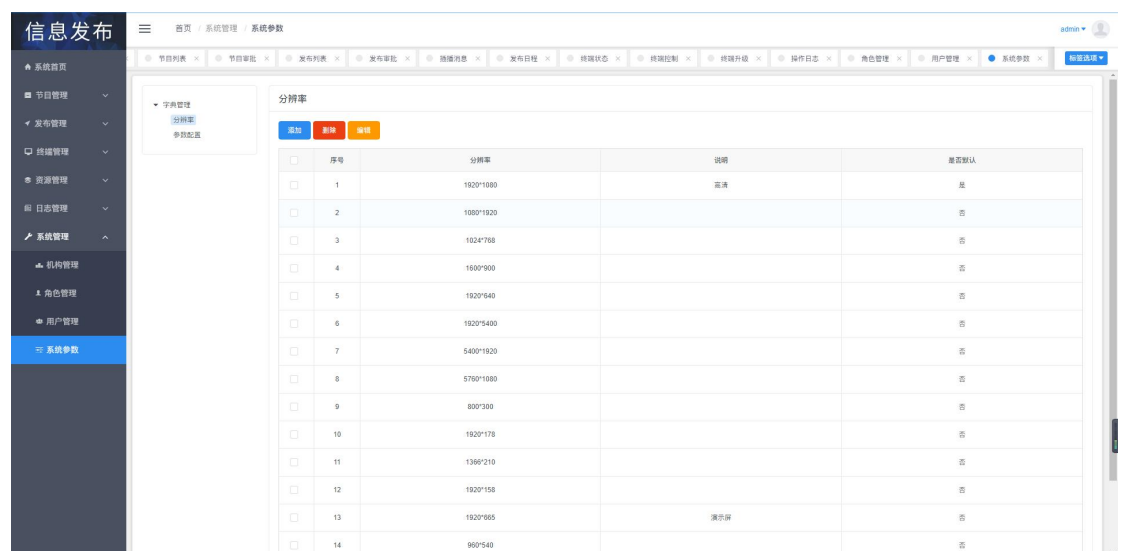 信息发布
首页 / 系统管理 / 系统参数
admin
节目列表 × 节目审批 × 发布列表 × 发布审批 × 插播消息 × 发布日程 × 终端状态 × 终端控制 × 终端升级 × 操作日志 × 角色管理 × 用户管理 × 系统参数 × 标签选项
系统首页
节目管理
发布管理
终端管理
资源管理
日志管理
系统管理
机构管理
角色管理
用户管理
系统参数
字典管理
分辨率
参数配置
分辨率
添加 删除 编辑
序号 分辨率 说明 是否默认
1 1920*1080 高清 是
2 1080*1920 否
3 1024*768 否
4 1600*900 否
5 1920*640 否
6 1920*5400 否
7 5400*1920 否
8 5760*1080 否
9 800*300 否
10 1920*178 否
11 1366*210 否
12 1920*158 否
13 1920*665 演示屏 否
14 960*540 否